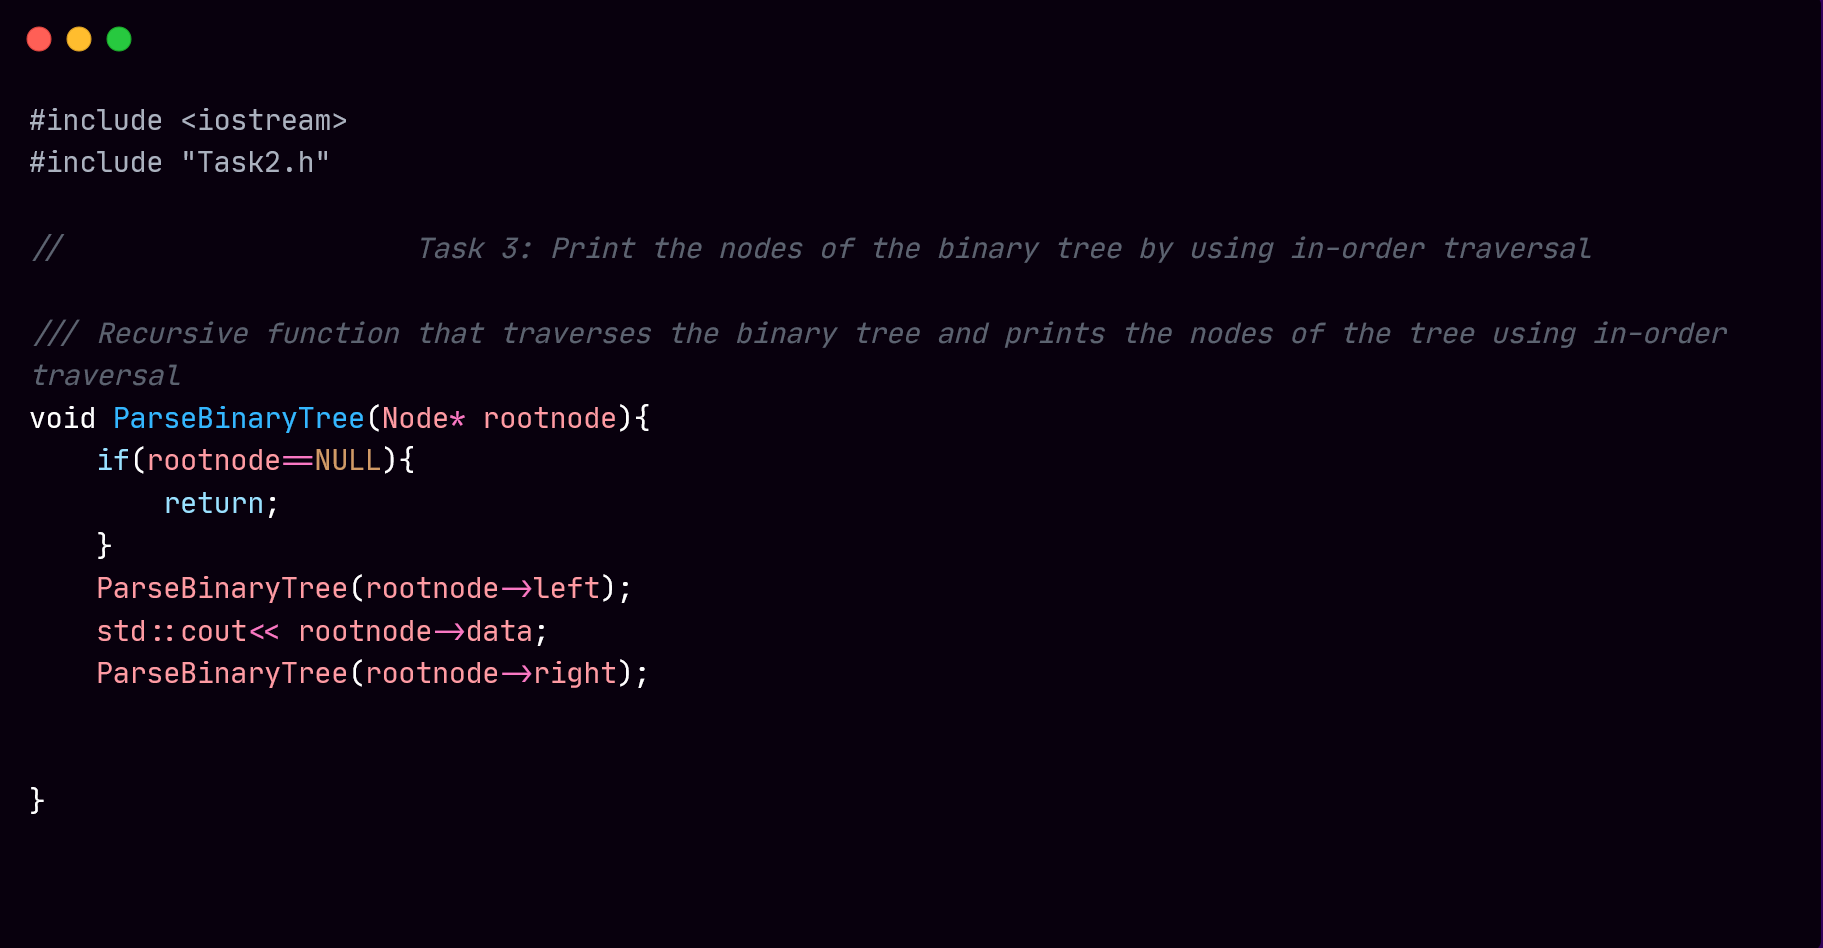 #include <iostream>
#include "Task2.h"
//                     Task 3: Print the nodes of the binary tree by using in-order traversal
/// Recursive function that traverses the binary tree and prints the nodes of the tree using in-order
traversal
void ParseBinaryTree(Node* rootnode){
    if(rootnode==NULL){
        return;
    }
    ParseBinaryTree(rootnode->left);
    std::cout<< rootnode->data;
    ParseBinaryTree(rootnode->right);
}